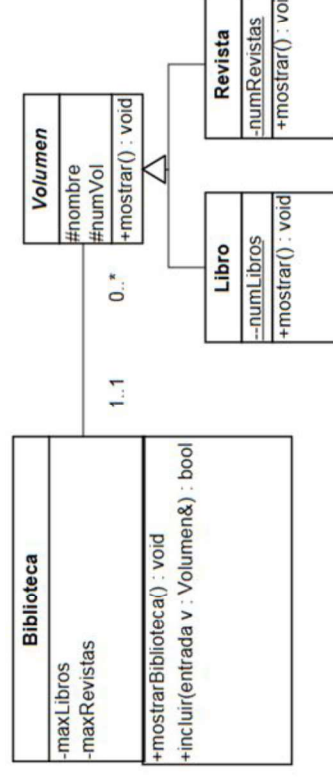 Biblioteca
-maxLibros
-maxRevistas
+mostrarBiblioteca() : void
+incluir(entrada v : Volumen&) : bool
1..1
0..*
Volumen
#nombre
#numVol
+mostrar() : void
Libro
--numLibros
+mostrar() : void
Revista
-numRevistas
+mostrar() :